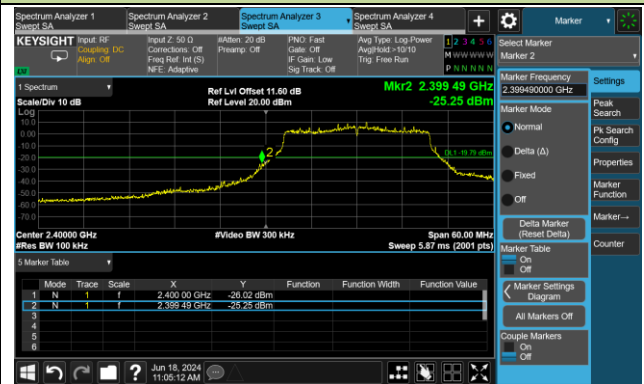 Spectrum Analyzer 1
Swept SA
Spectrum Analyzer 2
Swept SA
Spectrum Analyzer 3
Swept SA
Spectrum Analyzer 4
Swept SA
Marker
KEYSIGHT
Input: RF
Coupling: DC
Align: Off
Input Z: 50 Ω
Corrections: Off
Freq Ref: Int (S)
NFE: Adaptive
#Atten: 20 dB
Preamp: Off
PNO: Fast
Gate: Off
IF Gain: Low
Sig Track: Off
Avg Type: Log-Power
Avg|Hold:>10/10
Trig: Free Run
1 2 3 4 5 6
M W W W W W
P N N N N N
LXI
Select Marker
Marker 2
1 Spectrum
Scale/Div 10 dB
Ref Lvl Offset 11.60 dB
Ref Level 20.00 dBm
Mkr2 2.399 49 GHz
-25.25 dBm
Log
10.0
0.00
-10.0
-20.0
-30.0
-40.0
-50.0
-60.0
-70.0
2
DL1 -19.79 dBm
Center 2.40000 GHz
#Res BW 100 kHz
#Video BW 300 kHz
Span 60.00 MHz
Sweep 5.87 ms (2001 pts)
5 Marker Table
Mode Trace Scale X Y Function Function Width Function Value
1 N 1 f 2.400 00 GHz -26.02 dBm
2 N 1 f 2.399 49 GHz -25.25 dBm
3
4
5
6
Marker Frequency
2.399490000 GHz
Marker Mode
Normal
Delta (Δ)
Fixed
Off
Delta Marker
(Reset Delta)
Marker Table
On
Off
Marker Settings
Diagram
All Markers Off
Couple Markers
On
Off
Settings
Peak
Search
Pk Search
Config
Properties
Marker
Function
Marker→
Counter
?
Jun 18, 2024
11:05:12 AM